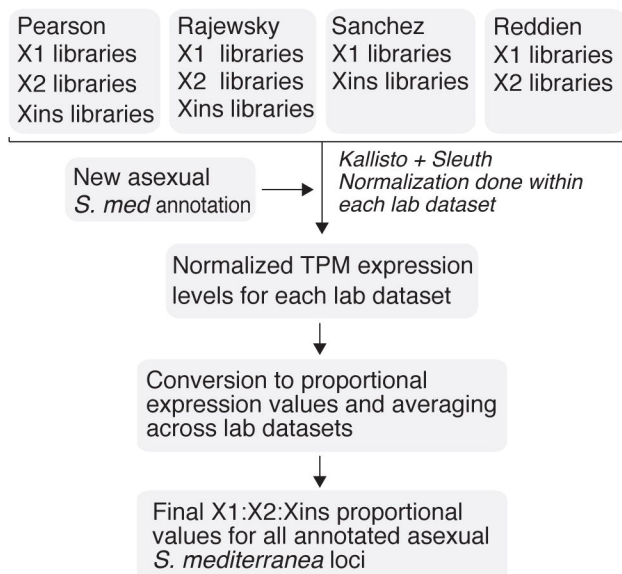 Pearson
X1 libraries
X2 libraries
Xins libraries
Rajewsky
X1 libraries
X2 libraries
Xins libraries
Sanchez
X1 libraries
Xins libraries
Reddien
X1 libraries
X2 libraries
New asexual
S. med annotation
Kallisto + Sleuth
Normalization done within
each lab dataset
Normalized TPM expression
levels for each lab dataset
Conversion to proportional
expression values and averaging
across lab datasets
Final X1:X2:Xins proportional
values for all annotated asexual
S. mediterranea loci